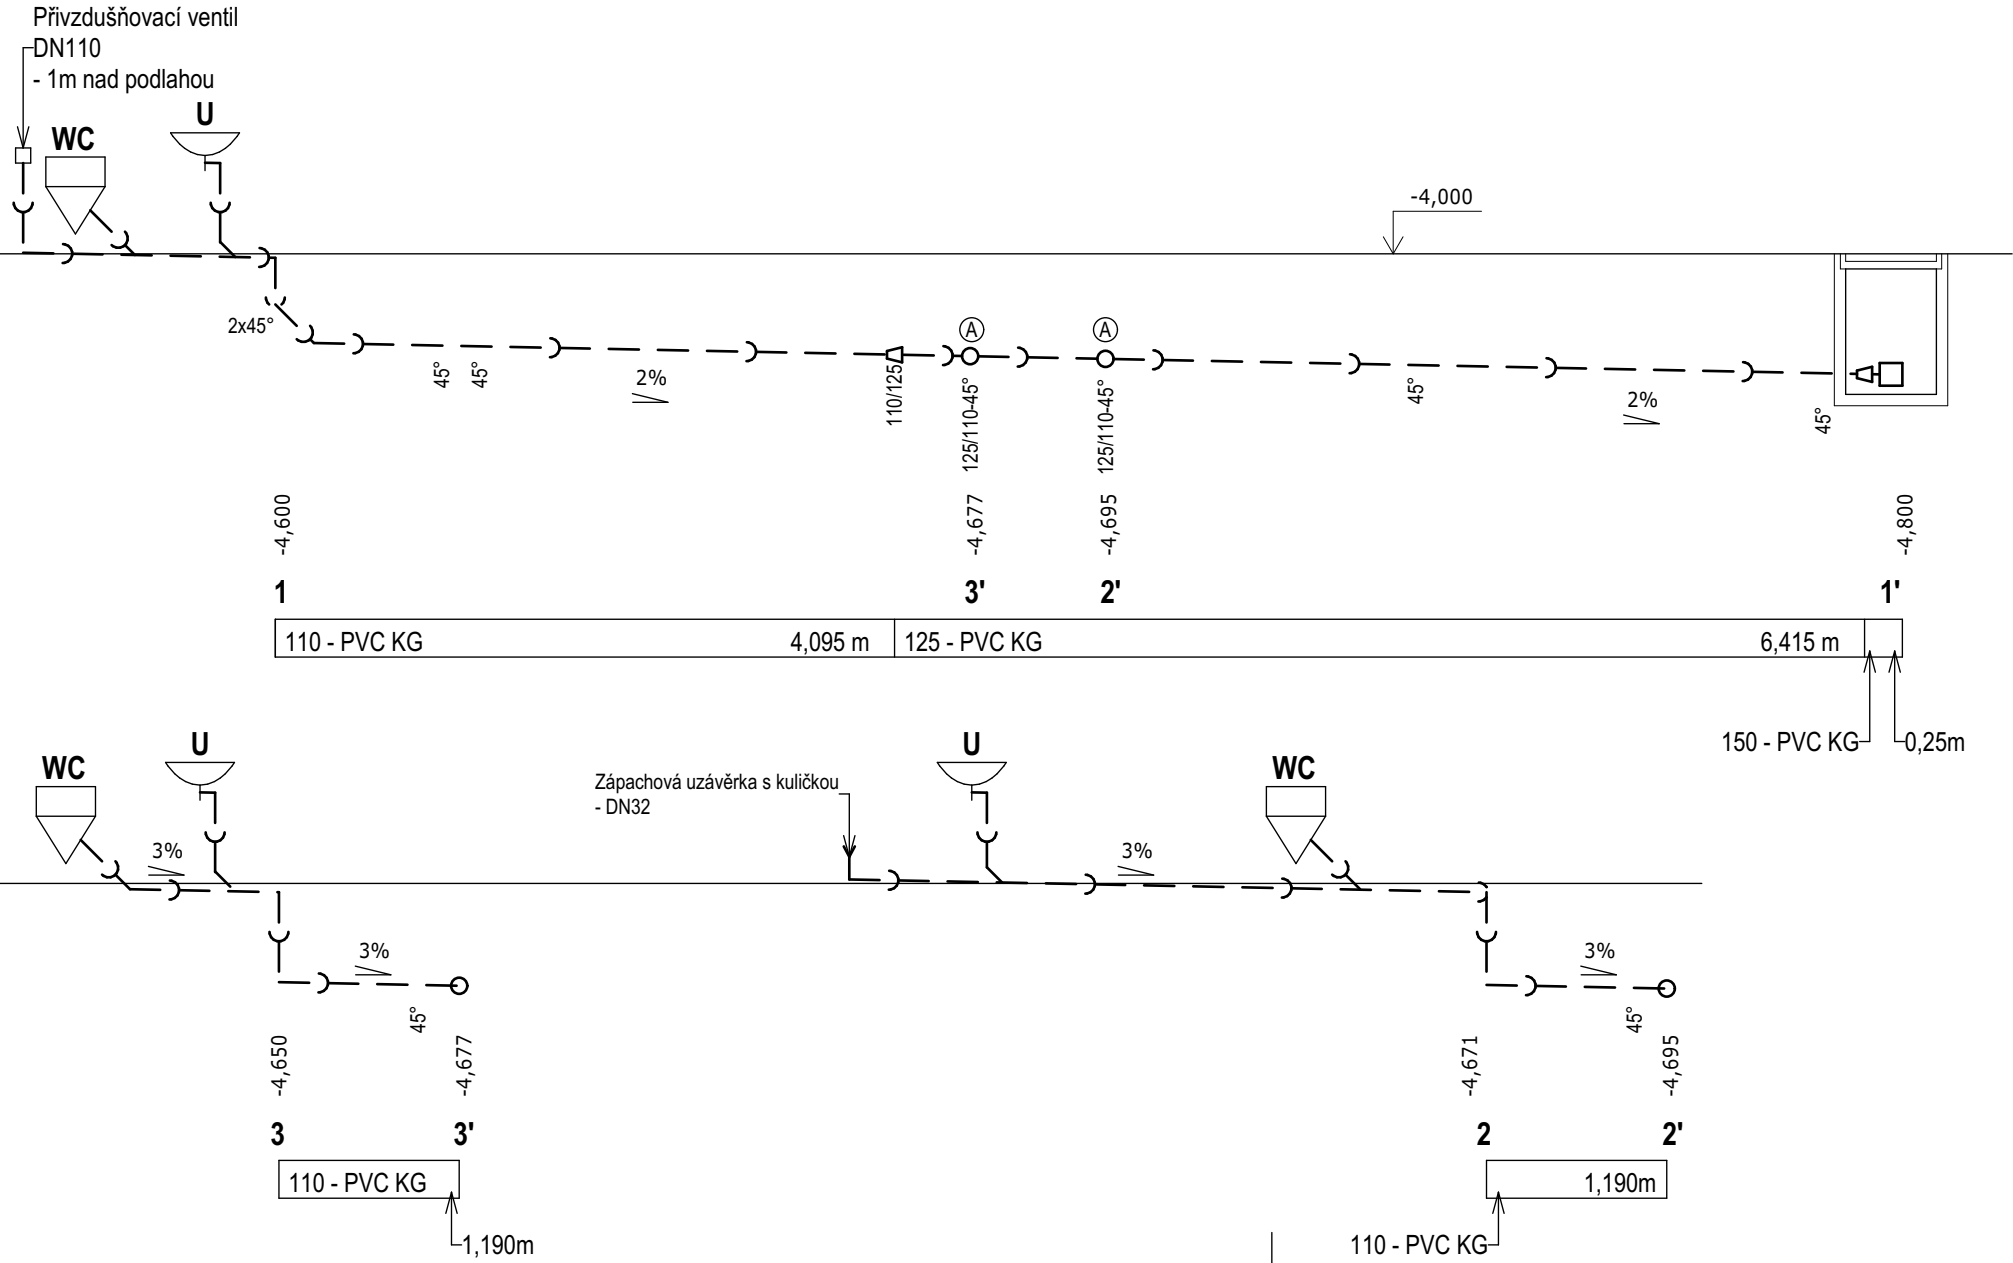 Přivzdušňovací ventil
DN110
- 1m nad podlahou
U
WC
-4,000
2x45°
45°
45°
2%
110/125
A
125/110-45°
A
125/110-45°
45°
2%
45°
-4,600
-4,677
-4,695
-4,800
1
3'
2'
1'
110 - PVC KG
4,095 m
125 - PVC KG
6,415 m
150 - PVC KG
0,25m
WC
U
3%
3%
45°
-4,650
-4,677
3
3'
110 - PVC KG
1,190m
Zápachová uzávěrka s kuličkou
- DN32
U
WC
3%
3%
45°
-4,671
-4,695
2
2'
1,190m
110 - PVC KG